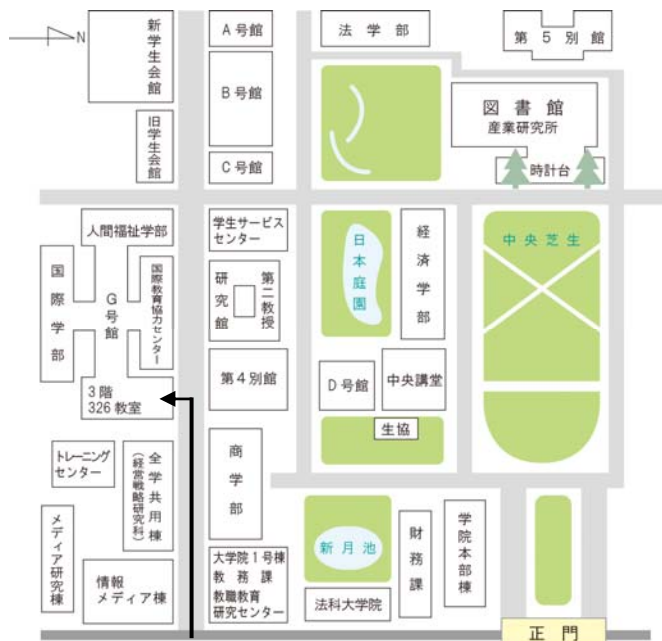 N
新学生会館
A号館
法学部
第5別館
B号館
図書館
産業研究所
旧学生会館
C号館
時計台
人間福祉学部
学生サービス
センター
日本庭園
経済学部
中央芝生
国際学部
G号館
国際教育協力センター
研究館
第二教授
3階
326教室
第4別館
D号館
中央講堂
生協
トレーニング
センター
全学共用棟
(経営戦略研究科)
商学部
メディア研究棟
情報
メディア棟
大学院1号棟
教務課
教職教育
研究センター
新月池
法科大学院
財務課
学院本部棟
正門